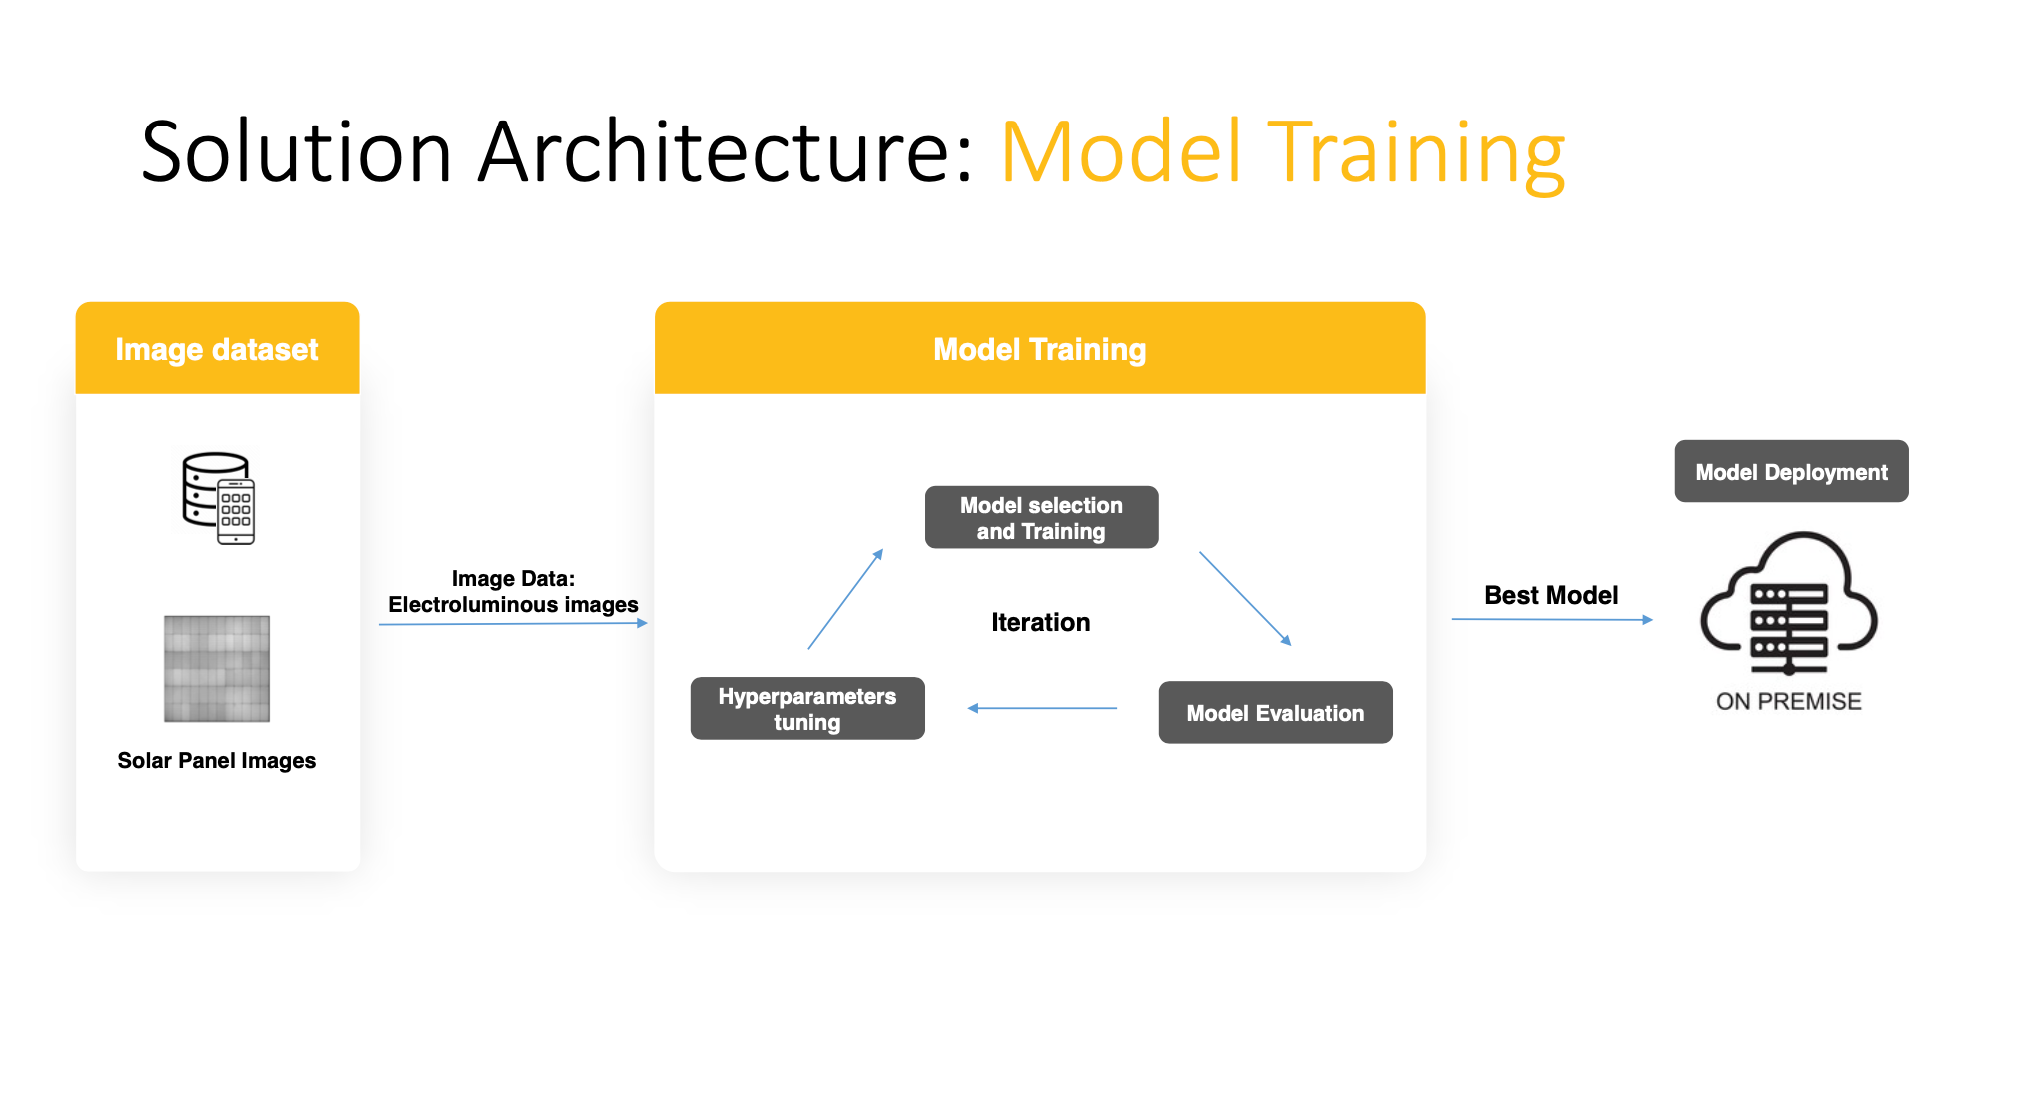 Solution Architecture: Model Training
Image dataset
Solar Panel Images
Image Data:
Electroluminous images
Model Training
Model selection
and Training
Iteration
Hyperparameters
tuning
Model Evaluation
Best Model
Model Deployment
ON PREMISE